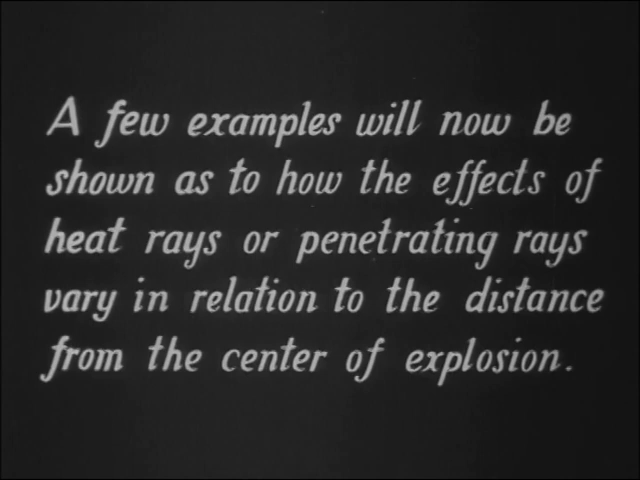 A few examples will now be
shown as to how the effects of
heat rays or penetrating rays
vary in relation to the distance
from the center of explosion.